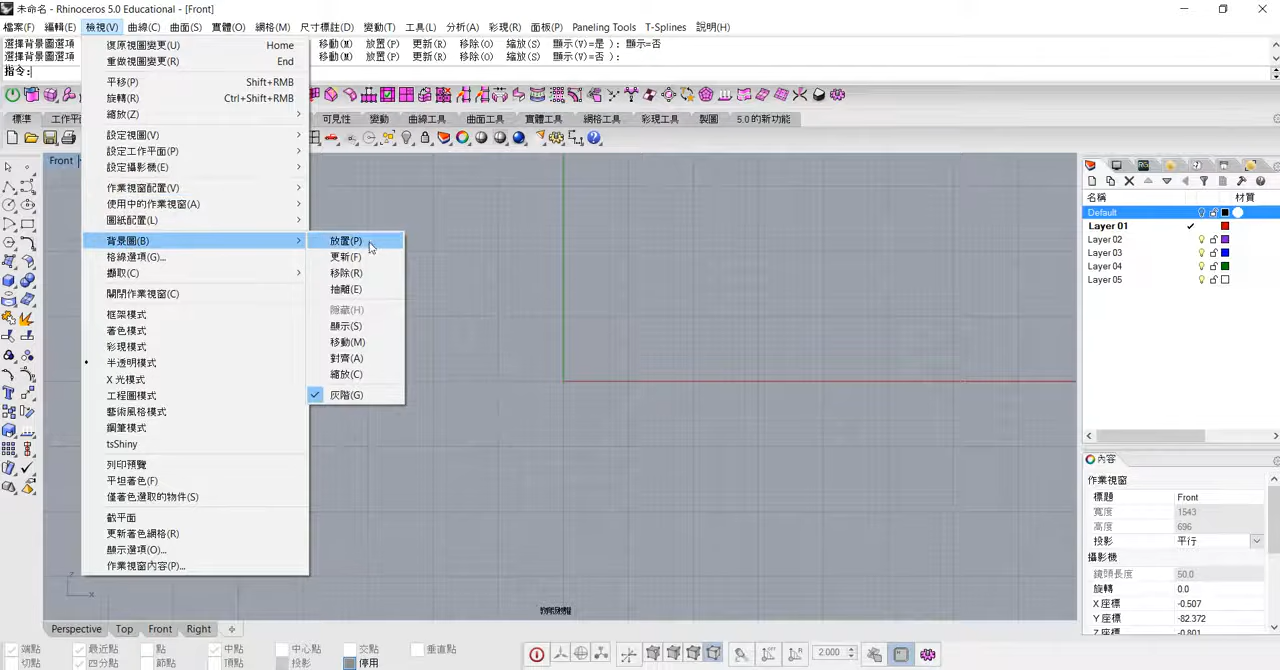 未命名 - Rhinoceros 5.0 Educational - [Front]
檔案(F) 編輯(E) 檢視(V) 曲線(C) 曲面(S) 實體(O) 網格(M) 尺寸標註(D) 變動(T) 工具(L) 分析(A) 彩現(R) 面板(P) Paneling Tools T-Splines 說明(H)
選擇背景圖選項 移動(M) 放置(P) 更新(R) 移除(O) 縮放(S) 顯示(V)=是 ): 顯示=否
選擇背景圖選項 移動(M) 放置(P) 更新(R) 移除(O) 縮放(S) 顯示(V)=否 ):
指令:
標準 工作平 可見性 變動 曲線工具 曲面工具 實體工具 網格工具 彩現工具 製圖 5.0 的新功能
復原視圖變更(U) Home
重做視圖變更(R) End
平移(P) Shift+RMB
旋轉(R) Ctrl+Shift+RMB
縮放(Z)
設定視圖(V)
設定工作平面(P)
設定攝影機(E)
作業視窗配置(V)
使用中的作業視窗(A)
圖紙配置(L)
背景圖(B)
格線選項(G)...
擷取(C)
關閉作業視窗(C)
框架模式
著色模式
彩現模式
半透明模式
X 光模式
工程圖模式
藝術風格模式
鋼筆模式
tsShiny
列印預覽
平坦著色(F)
僅著色選取的物件(S)
截平面
更新著色網格(R)
顯示選項(O)...
作業視窗內容(P)...
放置(P)
更新(F)
移除(R)
抽離(E)
隱藏(H)
顯示(S)
移動(M)
對齊(A)
縮放(C)
灰階(G)
Front
z
x
Perspective Top Front Right
名稱 材質
Default
Layer 01
Layer 02
Layer 03
Layer 04
Layer 05
內容
作業視窗
標題 Front
寬度 1543
高度 696
投影 平行
攝影機
鏡頭長度 50.0
旋轉 0.0
X 座標 -0.507
Y 座標 -82.372
Z 座標 -0.801
端點 最近點 點 中點 中心點 交點 垂直點
切點 四分點 節點 頂點 投影 停用
2.000